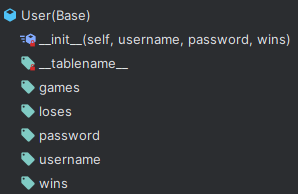 User(Base)
__init__(self, username, password, wins)
__tablename__
games
loses
password
username
wins